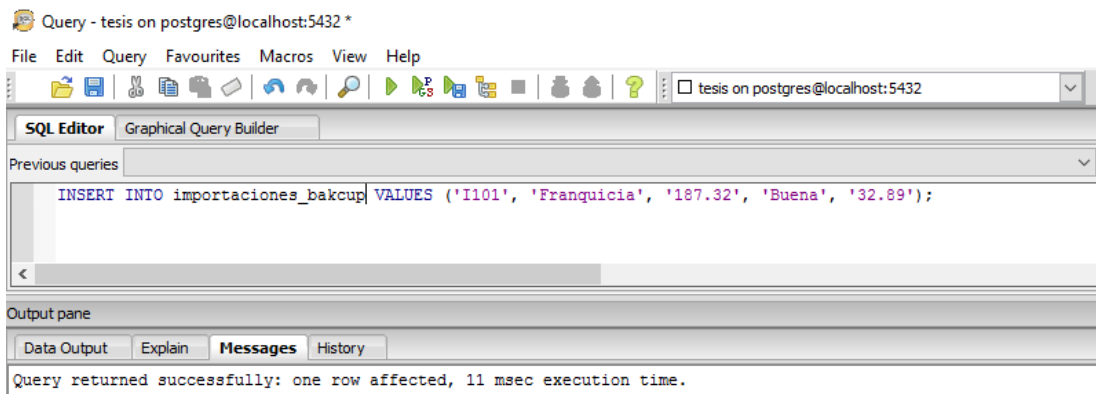 Query - tesis on postgres@localhost:5432 *
File Edit Query Favourites Macros View Help
tesis on postgres@localhost:5432
SQL Editor Graphical Query Builder
Previous queries
INSERT INTO importaciones_bakcup VALUES ('I101', 'Franquicia', '187.32', 'Buena', '32.89');
Output pane
Data Output Explain Messages History
Query returned successfully: one row affected, 11 msec execution time.